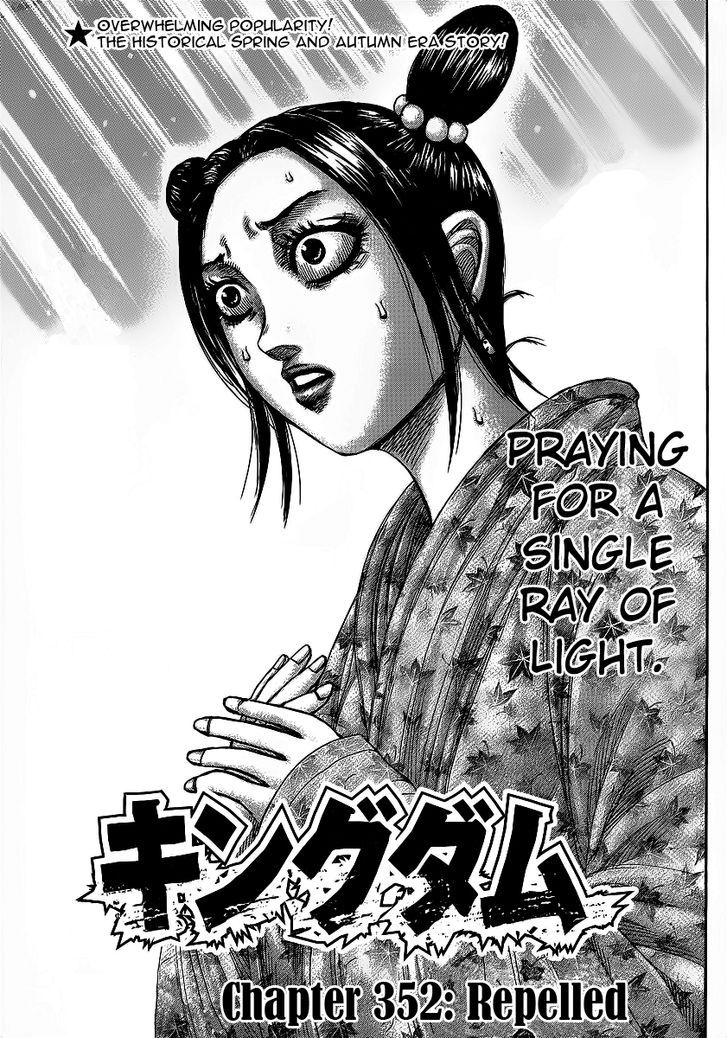 ★ OVERWHELMING POPULARITY!
THE HISTORICAL SPRING AND AUTUMN ERA STORY!
PRAYING
FOR A
SINGLE
RAY OF
LIGHT.
キングダム
Chapter 352: Repelled